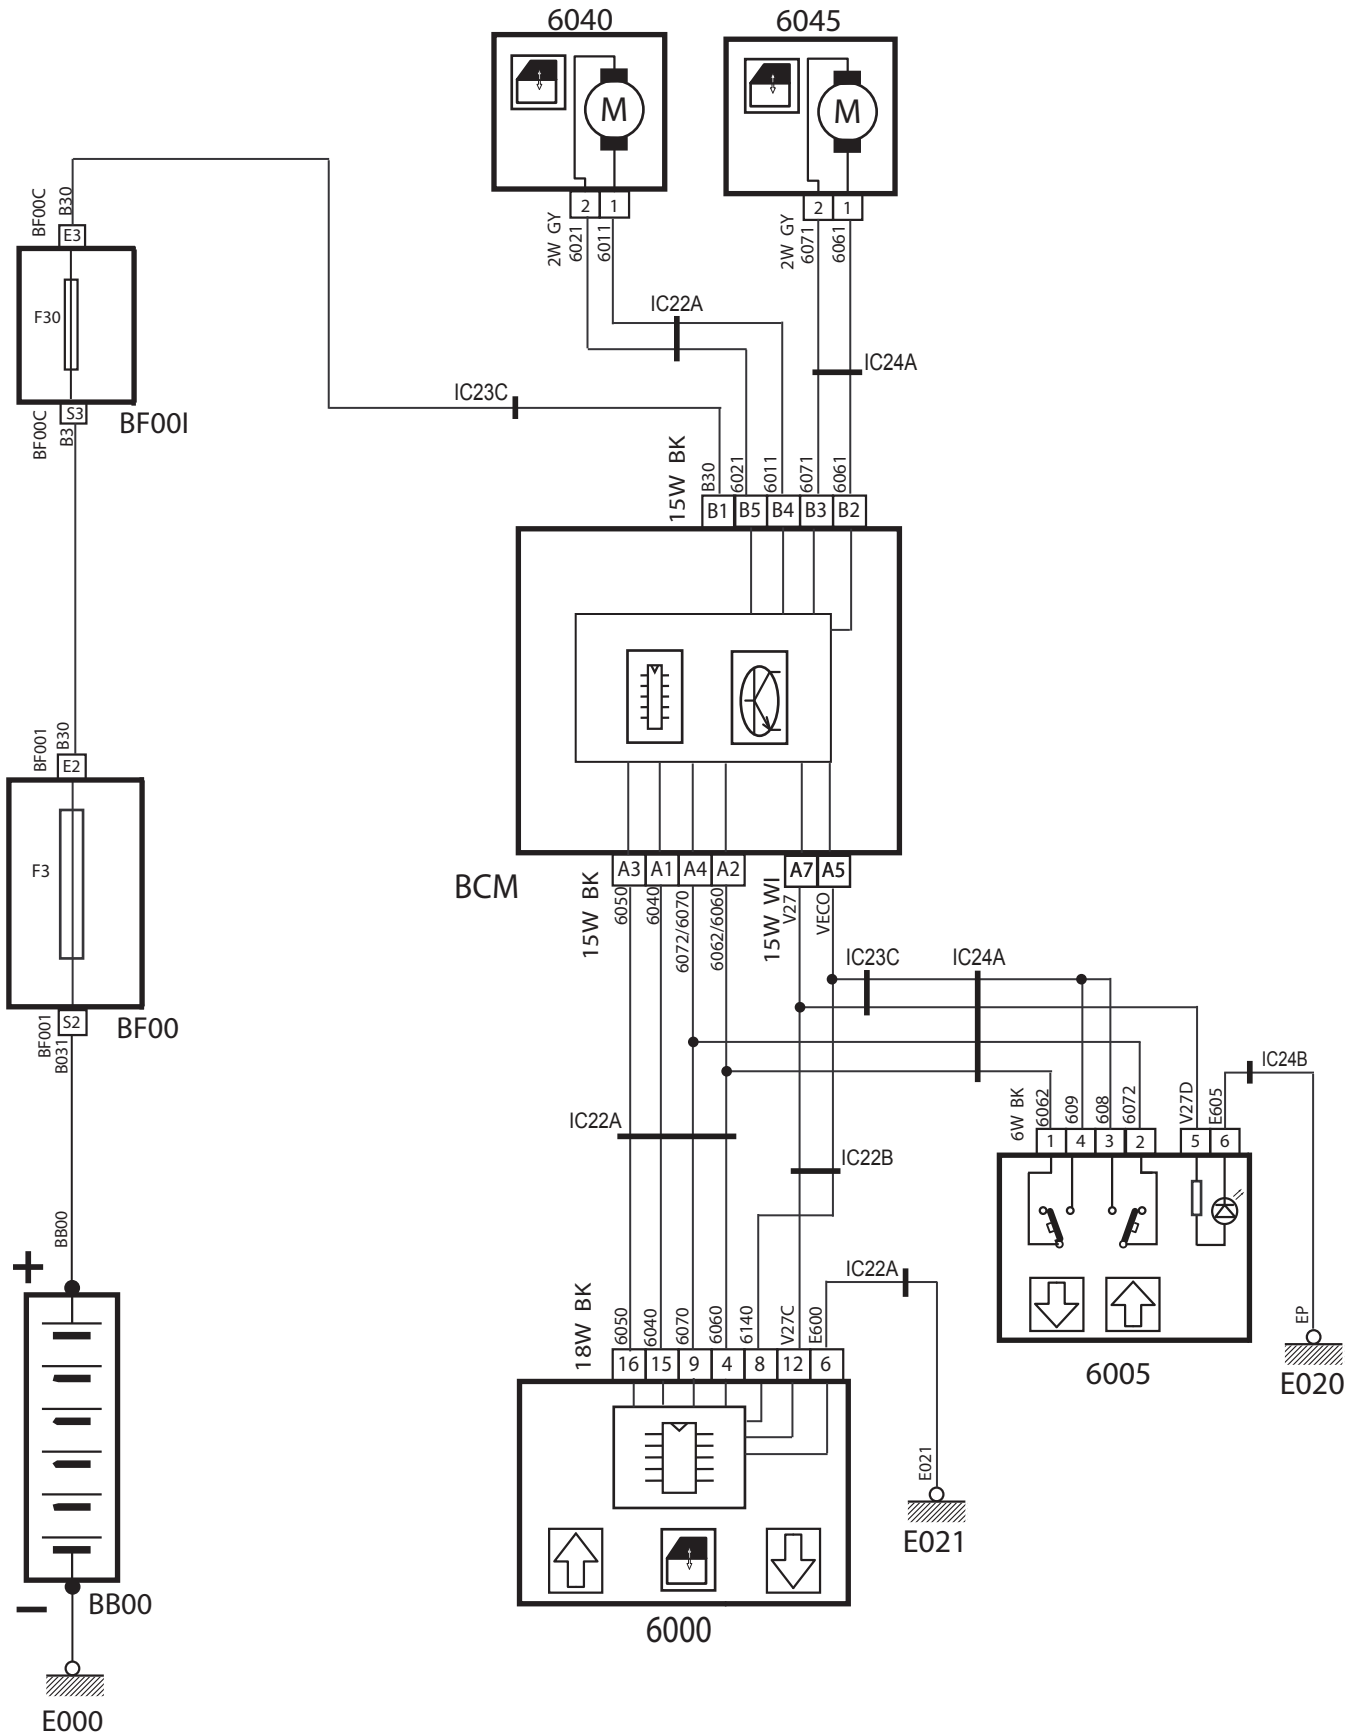 6040
6045
M
M
2 1
2 1
2W GY
6021
6011
2W GY
6071
6061
BF00C
B30
E3
F30
S3
BF00I
BF00C
B3
IC22A
IC24A
IC23C
15W BK
B30
6021
6011
6071
6061
B1 B5 B4 B3 B2
BF001
B30
E2
F3
S2
BF00
BF001
B031
BCM
A3 A1 A4 A2 A7 A5
15W BK
6050
6040
6072/6070
6062/6060
15W WI
V27
VECO
IC23C
IC24A
IC24B
6W BK
6062
609
608
6072
V27D
E605
1 4 3 2 5 6
IC22A
IC22B
BB00
+
IC22A
18W BK
6050
6040
6070
6060
6140
V27C
E600
16 15 9 4 8 12 6
EP
6005
E020
E021
E021
6000
–
BB00
E000